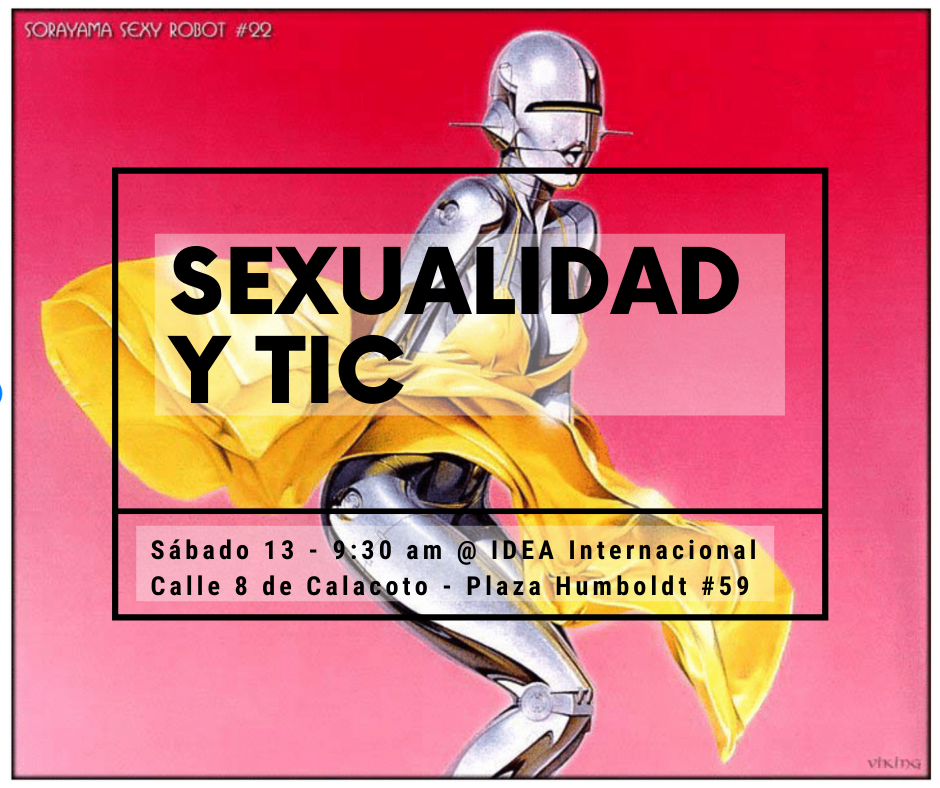 SORAYAMA SEXY ROBOT #22
SEXUALIDAD
Y TIC
Sábado 13 - 9:30 am @ IDEA Internacional
Calle 8 de Calacoto - Plaza Humboldt #59
VIKING